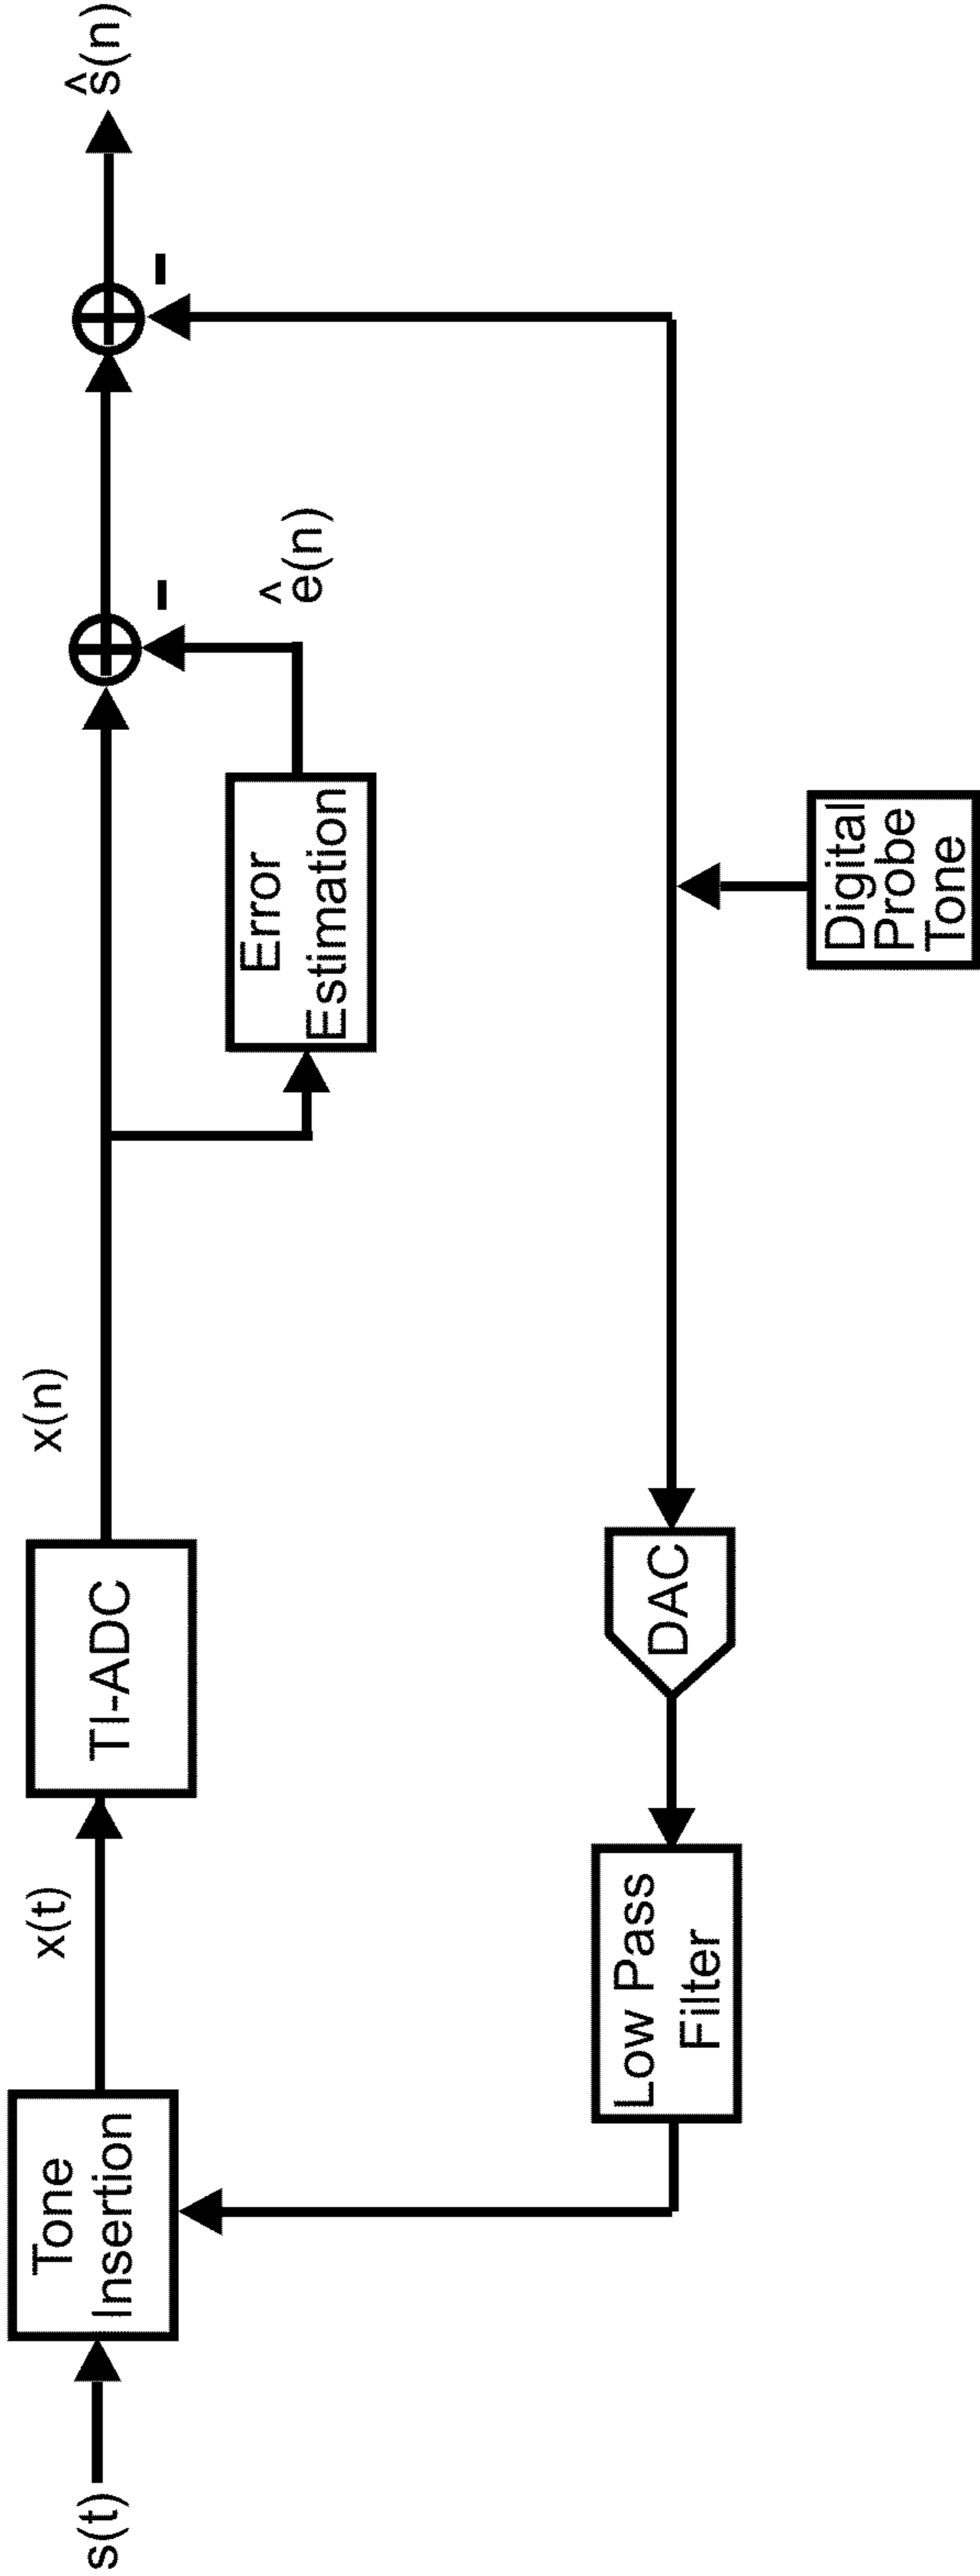 s(t)
Tone
Insertion
x(t)
TI-ADC
x(n)
Error
Estimation
ê(n)
ŝ(n)
Low Pass
Filter
DAC
Digital
Probe
Tone